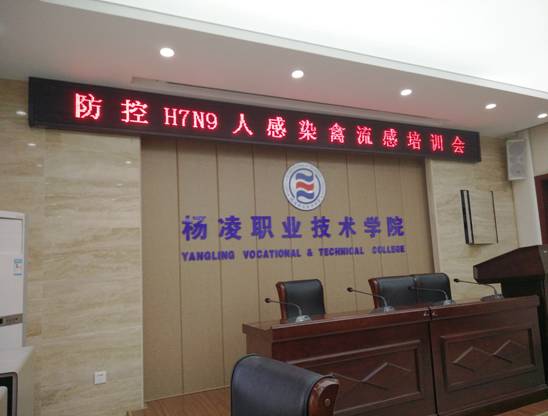 防控H7N9人感染禽流感培训会
杨凌职业技术学院
YANGLING VOCATIONAL & TECHNICAL COLLEGE